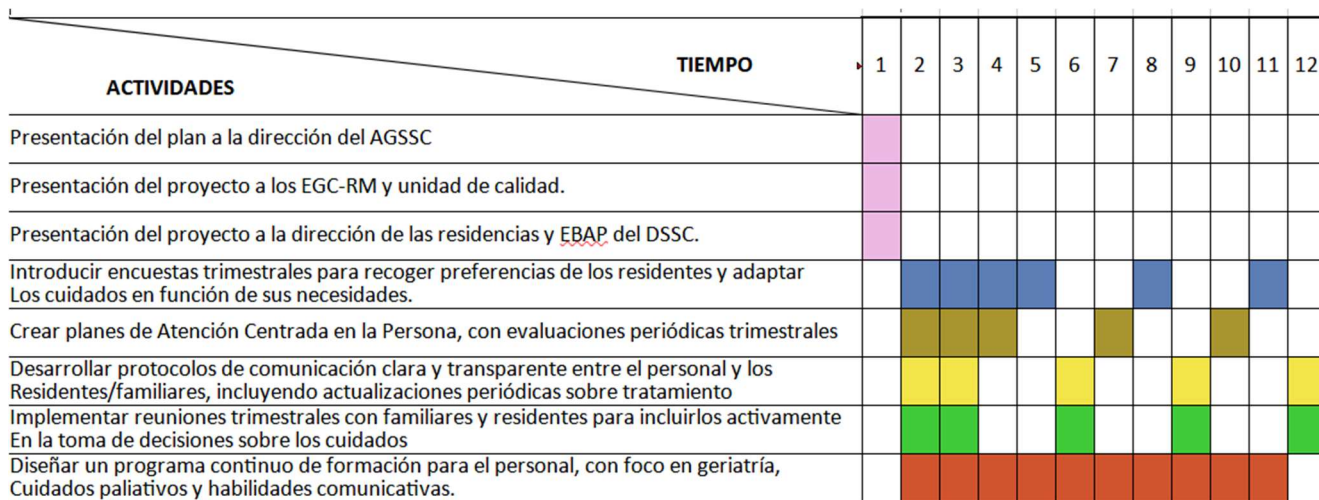 TIEMPO
ACTIVIDADES
1 2 3 4 5 6 7 8 9 10 11 12
Presentación del plan a la dirección del AGSSC
Presentación del proyecto a los EGC-RM y unidad de calidad.
Presentación del proyecto a la dirección de las residencias y EBAP del DSSC.
Introducir encuestas trimestrales para recoger preferencias de los residentes y adaptar
Los cuidados en función de sus necesidades.
Crear planes de Atención Centrada en la Persona, con evaluaciones periódicas trimestrales
Desarrollar protocolos de comunicación clara y transparente entre el personal y los
Residentes/familiares, incluyendo actualizaciones periódicas sobre tratamiento
Implementar reuniones trimestrales con familiares y residentes para incluirlos activamente
En la toma de decisiones sobre los cuidados
Diseñar un programa continuo de formación para el personal, con foco en geriatría,
Cuidados paliativos y habilidades comunicativas.